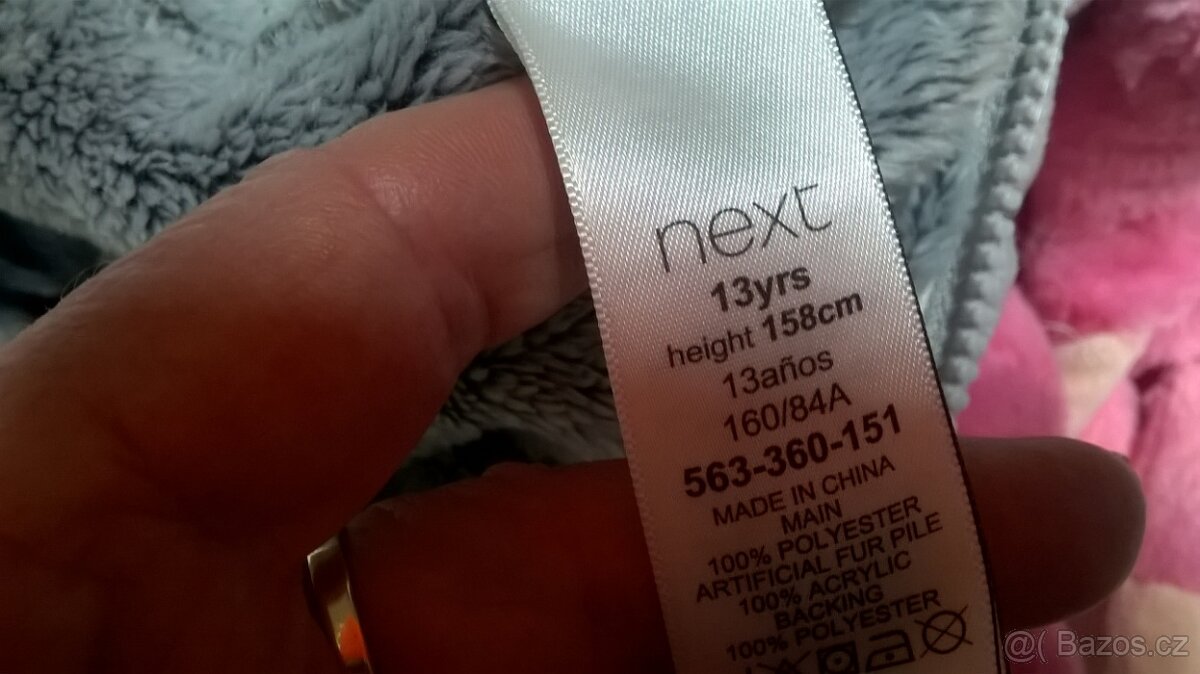 next
13yrs
height 158cm
13años
160/84A
563-360-151
MADE IN CHINA
MAIN
100% POLYESTER
ARTIFICIAL FUR PILE
100% ACRYLIC
BACKING
100% POLYESTER
@( Bazos.cz